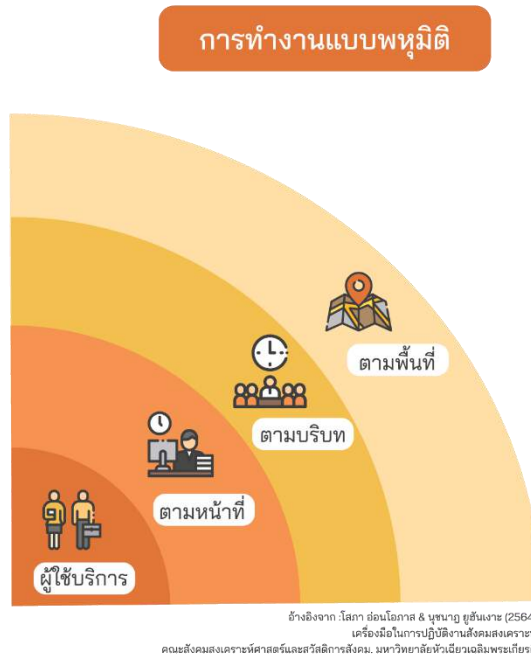 การทำงานแบบพหุมิติ
ตามพื้นที่
ตามบริบท
ตามหน้าที่
ผู้ใช้บริการ
อ้างอิงจาก :โสภา อ่อนโอภาส & นุชนาฎ ยูฮันเงาะ (2564
เครื่องมือในการปฏิบัติงานสังคมสงเคราะ
คณะสังคมสงเคราะห์ศาสตร์และสวัสดิการสังคม, มหาวิทยาลัยหัวเฉียวเฉลิมพระเกียร